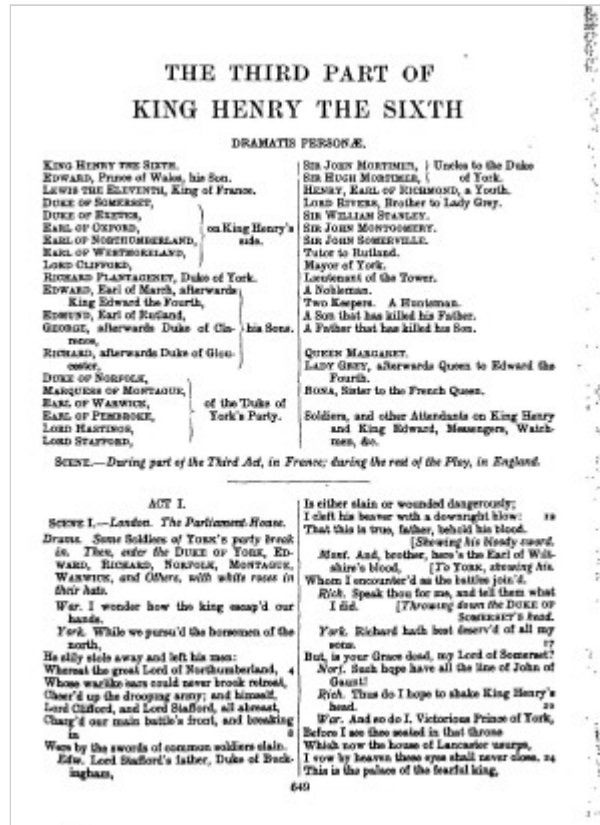 THE THIRD PART OF
KING HENRY THE SIXTH
DRAMATIS PERSONÆ.
KING HENRY THE SIXTH.
EDWARD, Prince of Wales, his Son.
LEWIS THE ELEVENTH, King of France.
DUKE OF SOMERSET,
DUKE OF EXETER,
EARL OF OXFORD,
EARL OF NORTHUMBERLAND,
EARL OF WESTMORELAND,
LORD CLIFFORD,
on King Henry's
side.
RICHARD PLANTAGENET, Duke of York.
EDWARD, Earl of March, afterwards
King Edward the Fourth,
EDMUND, Earl of Rutland,
GEORGE, afterwards Duke of Cla-
rence,
RICHARD, afterwards Duke of Glou-
cester,
his Sons.
DUKE OF NORFOLK,
MARQUESS OF MONTAGUE,
EARL OF WARWICK,
EARL OF PEMBROKE,
LORD HASTINGS,
LORD STAFFORD,
of the Duke of
York's Party.
SIR JOHN MORTIMER,
SIR HUGH MORTIMER,
Uncles to the Duke
of York.
HENRY, EARL OF RICHMOND, a Youth.
LORD RIVERS, Brother to Lady Grey.
SIR WILLIAM STANLEY.
SIR JOHN MONTGOMERY.
SIR JOHN SOMERVILLE.
Tutor to Rutland.
Mayor of York.
Lieutenant of the Tower.
A Nobleman.
Two Keepers. A Huntsman.
A Son that has killed his Father.
A Father that has killed his Son.
QUEEN MARGARET.
LADY GREY, afterwards Queen to Edward the
Fourth.
BONA, Sister to the French Queen.
Soldiers, and other Attendants on King Henry
and King Edward, Messengers, Watch-
men, &c.
SCENE.—During part of the Third Act, in France; during the rest of the Play, in England.
ACT I.
SCENE I.—London. The Parliament-House.
Drums. Some Soldiers of YORK'S party break
in. Then, enter the DUKE OF YORK, ED-
WARD, RICHARD, NORFOLK, MONTAGUE,
WARWICK, and Others, with white roses in
their hats.
War. I wonder how the king escap'd our
hands.
York. While we pursu'd the horsemen of the
north,
He slily stole away and left his men:
Whereat the great Lord of Northumberland, 4
Whose warlike ears could never brook retreat,
Cheer'd up the drooping army; and himself,
Lord Clifford, and Lord Stafford, all abreast,
Charg'd our main battle's front, and breaking
in 8
Were by the swords of common soldiers slain.
Edw. Lord Stafford's father, Duke of Buck-
ingham,
Is either slain or wounded dangerously;
I cleft his beaver with a downright blow: 12
That this is true, father, behold his blood.
[Showing his bloody sword.
Mont. And, brother, here's the Earl of Wilt-
shire's blood, [To YORK, showing his.
Whom I encounter'd as the battles join'd.
Rich. Speak thou for me, and tell them what
I did. [Throwing down the DUKE OF
SOMERSET'S head.
York. Richard hath best deserv'd of all my
sons. 17
But, is your Grace dead, my Lord of Somerset?
Norf. Such hope have all the line of John of
Gaunt!
Rich. Thus do I hope to shake King Henry's
head. 20
War. And so do I. Victorious Prince of York,
Before I see thee seated in that throne
Which now the house of Lancaster usurps,
I vow by heaven these eyes shall never close. 24
This is the palace of the fearful king,
649